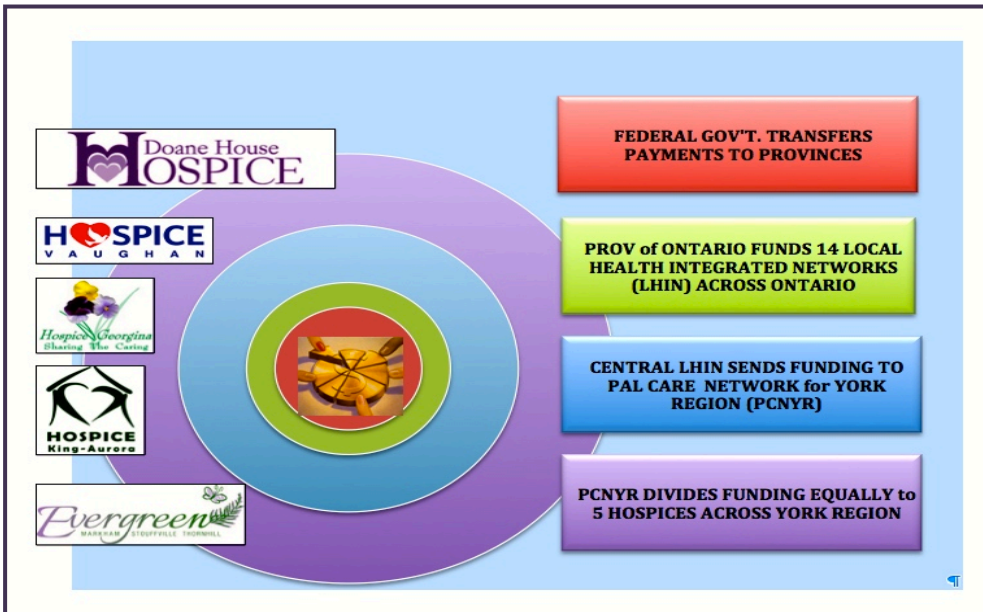 Doane House
HOSPICE
HOSPICE
VAUGHAN
Hospice Georgina
Sharing The Caring
HOSPICE
King-Aurora
Evergreen
MARKHAM STOUFFVILLE THORNHILL
FEDERAL GOV'T. TRANSFERS
PAYMENTS TO PROVINCES
PROV of ONTARIO FUNDS 14 LOCAL
HEALTH INTEGRATED NETWORKS
(LHIN) ACROSS ONTARIO
CENTRAL LHIN SENDS FUNDING TO
PAL CARE NETWORK for YORK
REGION (PCNYR)
PCNYR DIVIDES FUNDING EQUALLY to
5 HOSPICES ACROSS YORK REGION
¶